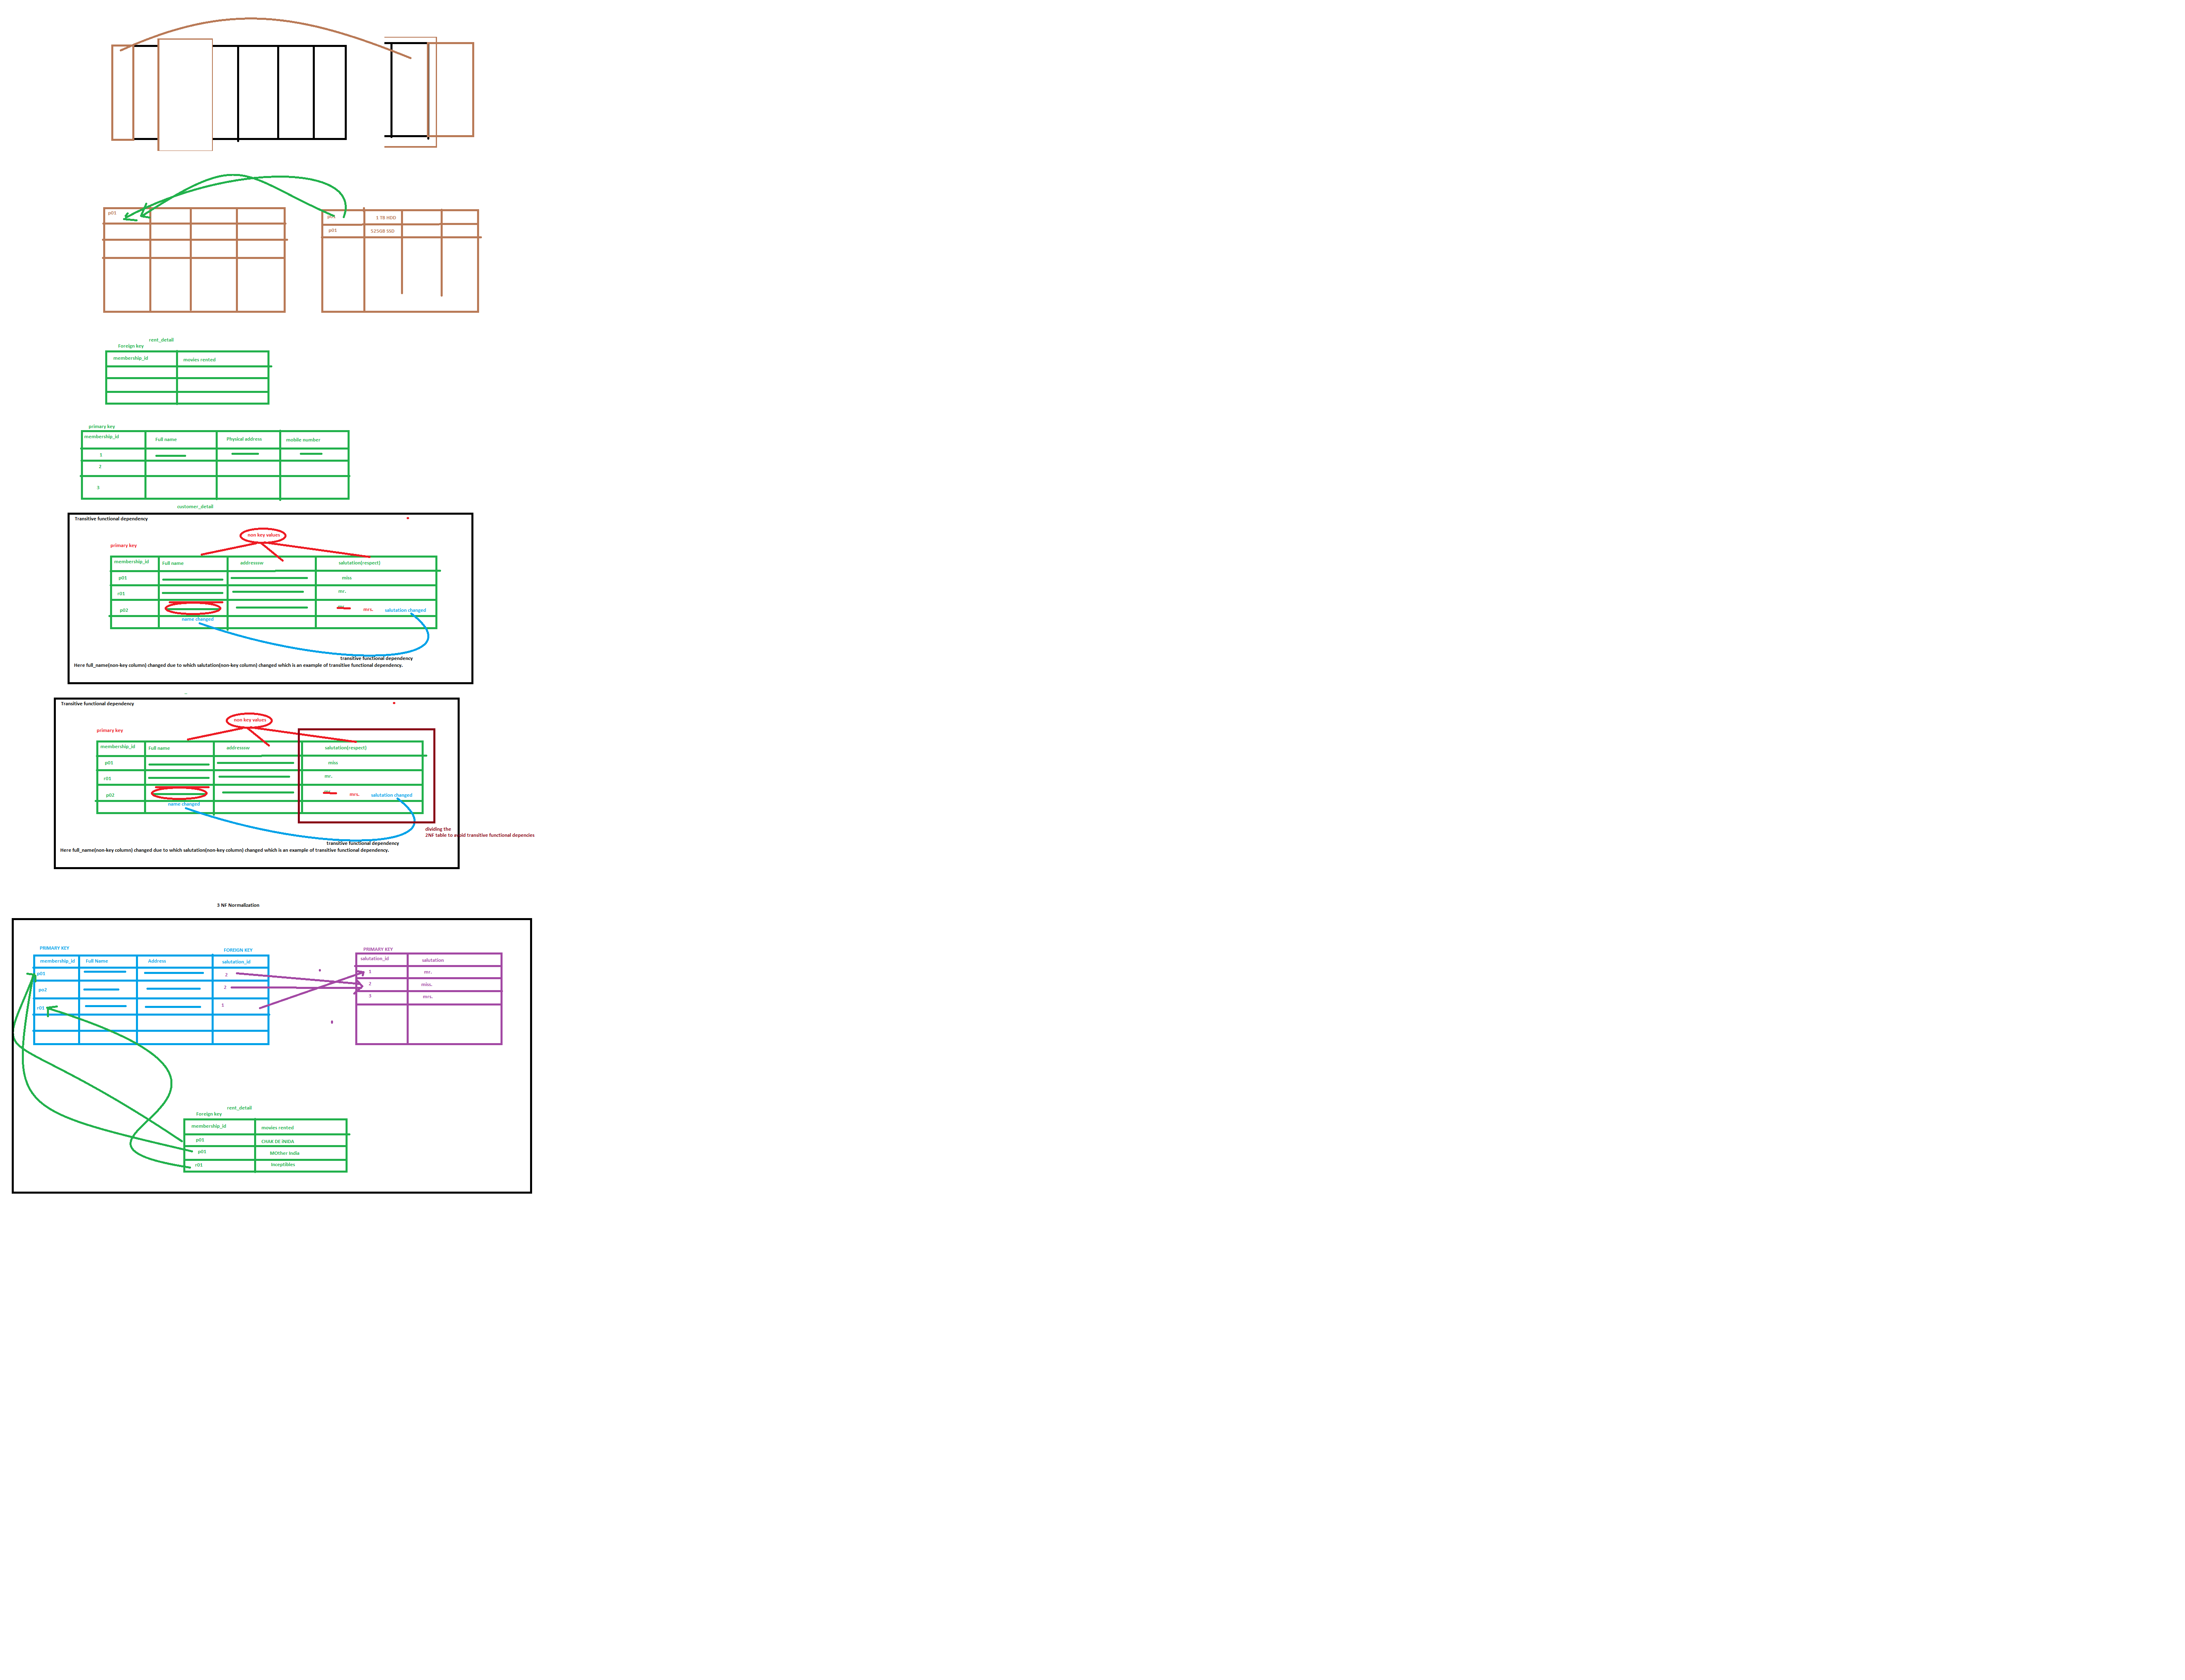 p01
p01 1 TB HDD
p01 525GB SSD
rent_detail
Foreign key
membership_id movies rented
primary key
membership_id Full name Physical address mobile number
1
2
3
customer_detail
Transitive functional dependency
non key values
primary key
membership_id Full name addressvw salutation(respect)
p01 miss
r01 mr.
p02 mrs. salutation changed
name changed
transitive functional dependency
Here full_name(non-key column) changed due to which salutation(non-key column) changed which is an example of transitive functional dependency.
Transitive functional dependency
non key values
primary key
membership_id Full name addressvw salutation(respect)
p01 miss
r01 mr.
p02 mrs. salutation changed
name changed
dividing the
2NF table to avoid transitive functional depencies
transitive functional dependency
Here full_name(non-key column) changed due to which salutation(non-key column) changed which is an example of transitive functional dependency.
3 NF Normalization
PRIMARY KEY FOREIGN KEY PRIMARY KEY
membership_id Full Name Address salutation_id salutation_id salutation
p01 2 1 mr.
po2 2 2 miss.
r01 1 3 mrs.
rent_detail
Foreign key
membership_id movies rented
p01 CHAK DE INIDA
p01 MOther India
r01 Inceptibles